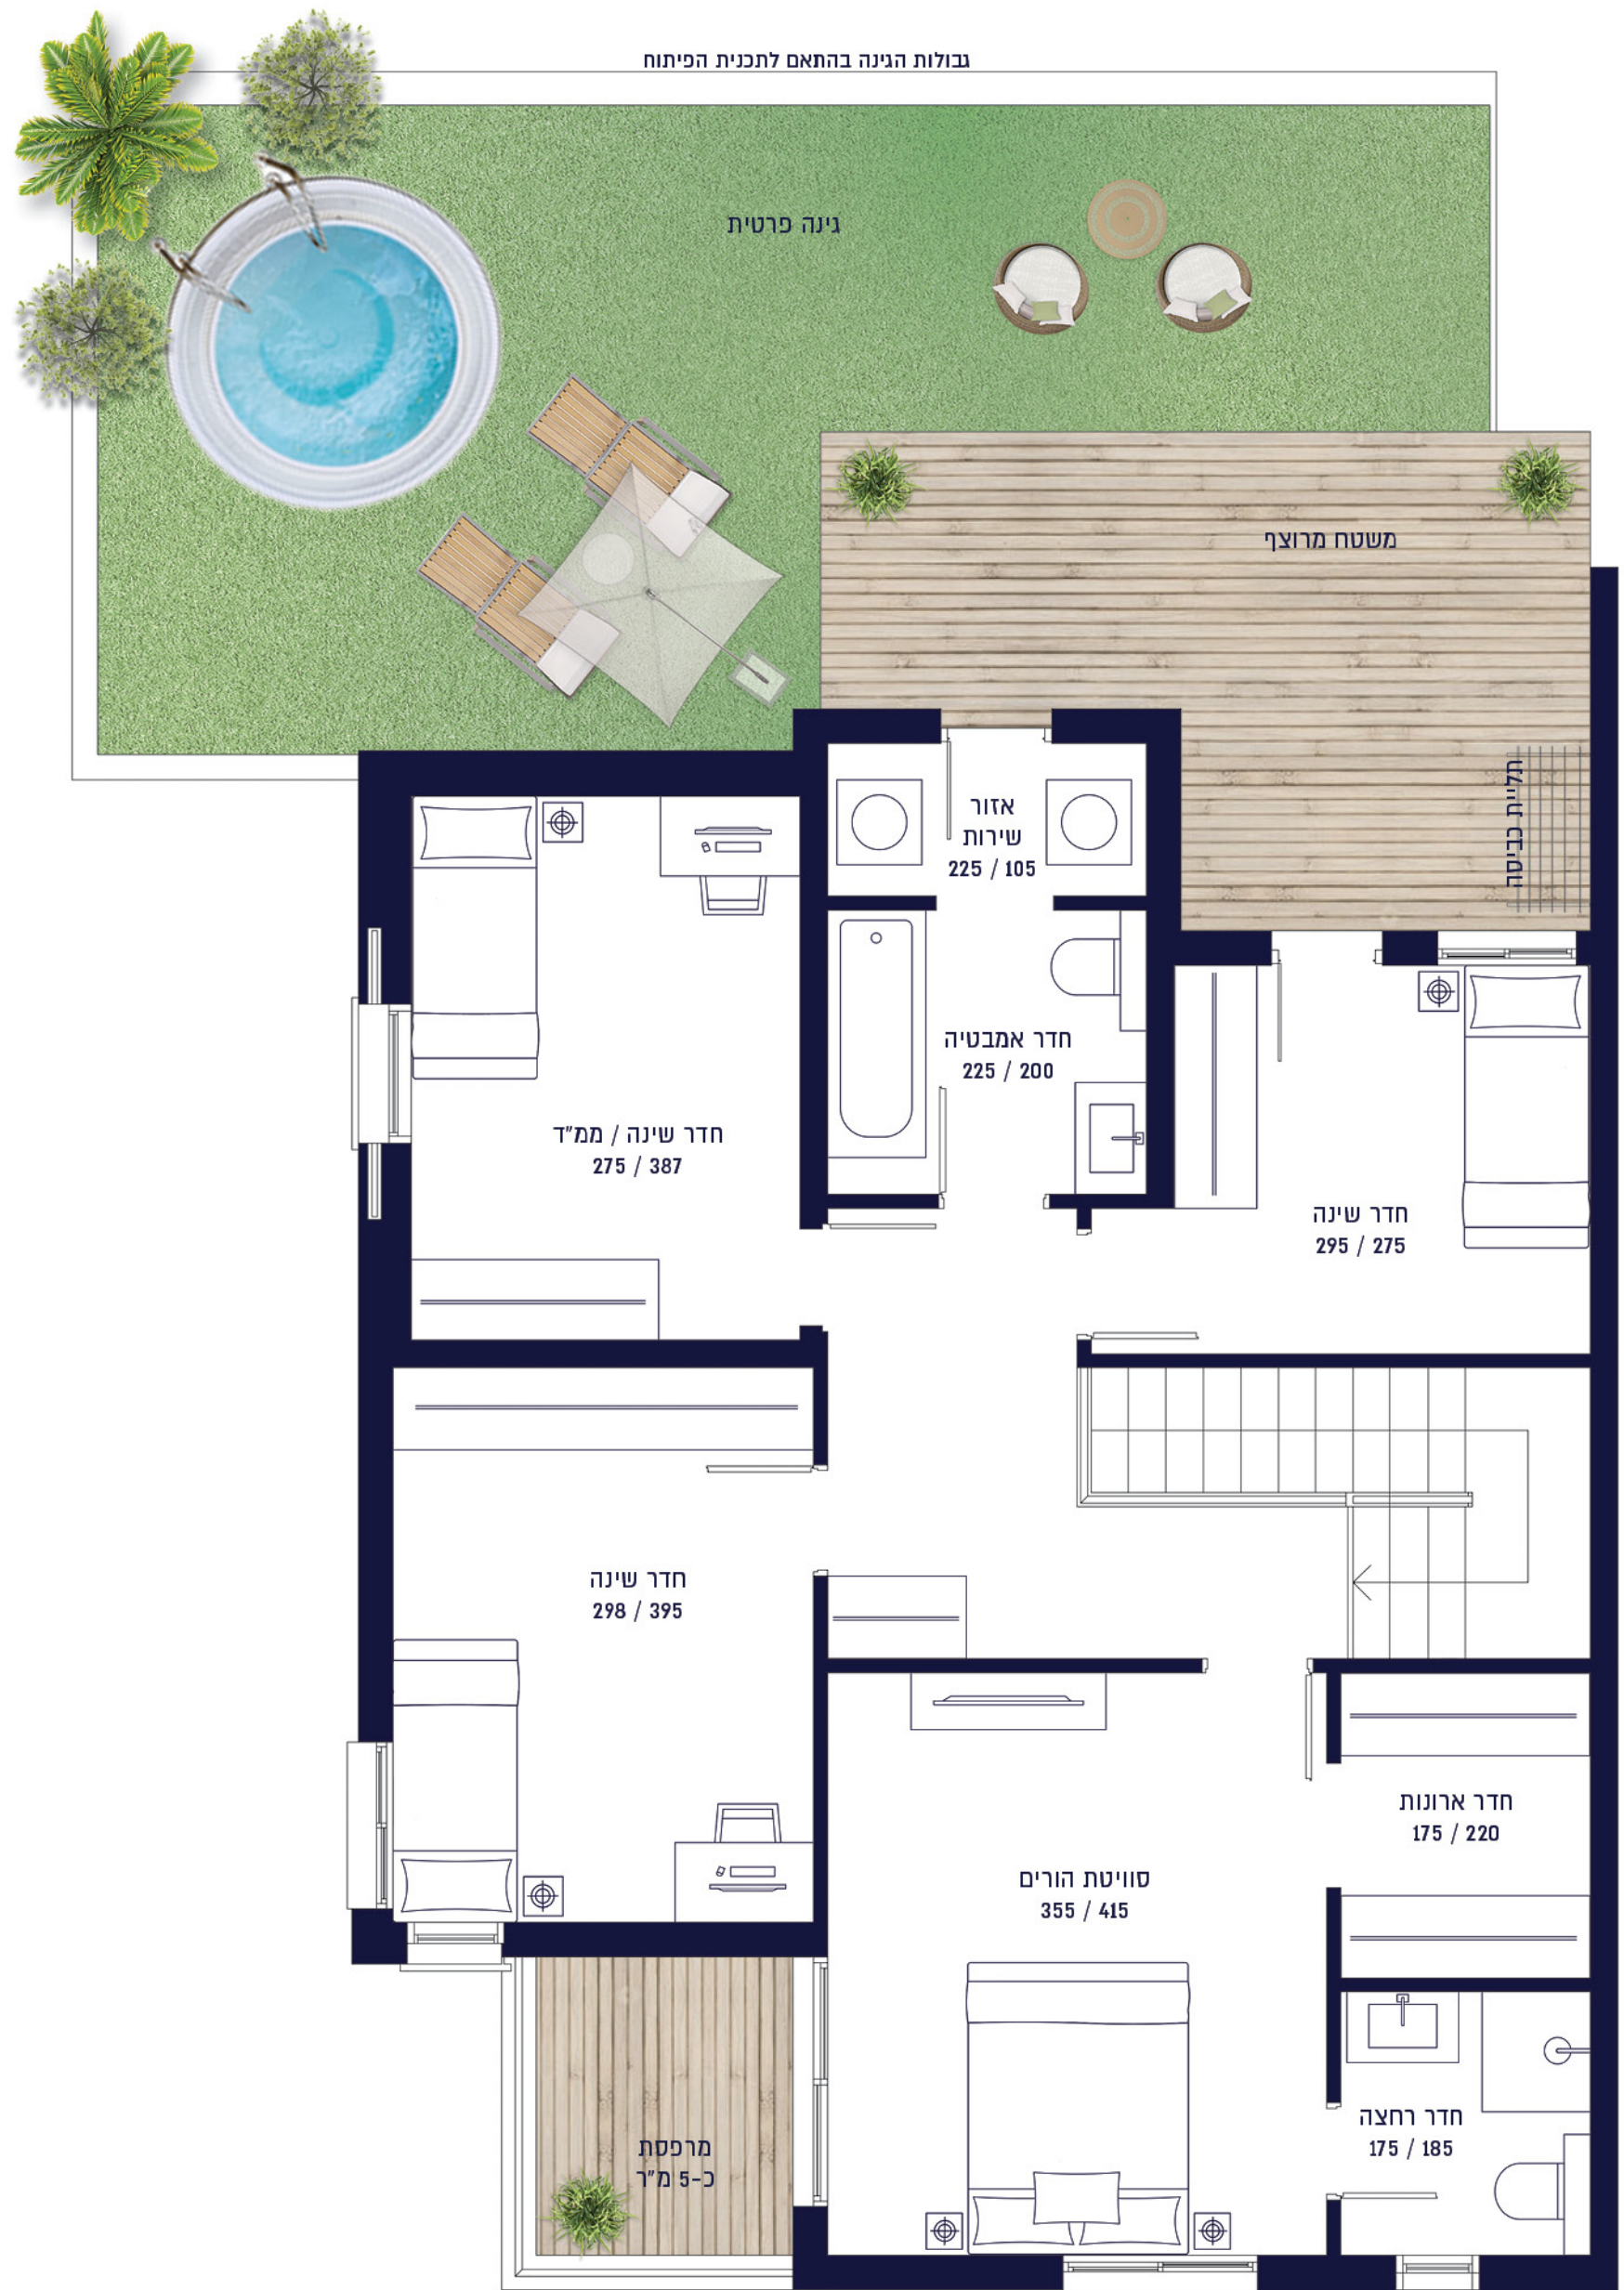 גבולות הגינה בהתאם לתכנית הפיתוח
גינה פרטית
משטח מרוצף
תליית כביסה
אזור
שירות
225 / 105
חדר אמבטיה
225 / 200
חדר שינה / ממ"ד
275 / 387
חדר שינה
295 / 275
חדר שינה
298 / 395
חדר ארונות
175 / 220
סוויטת הורים
355 / 415
חדר רחצה
175 / 185
מרפסת
כ-5 מ"ר